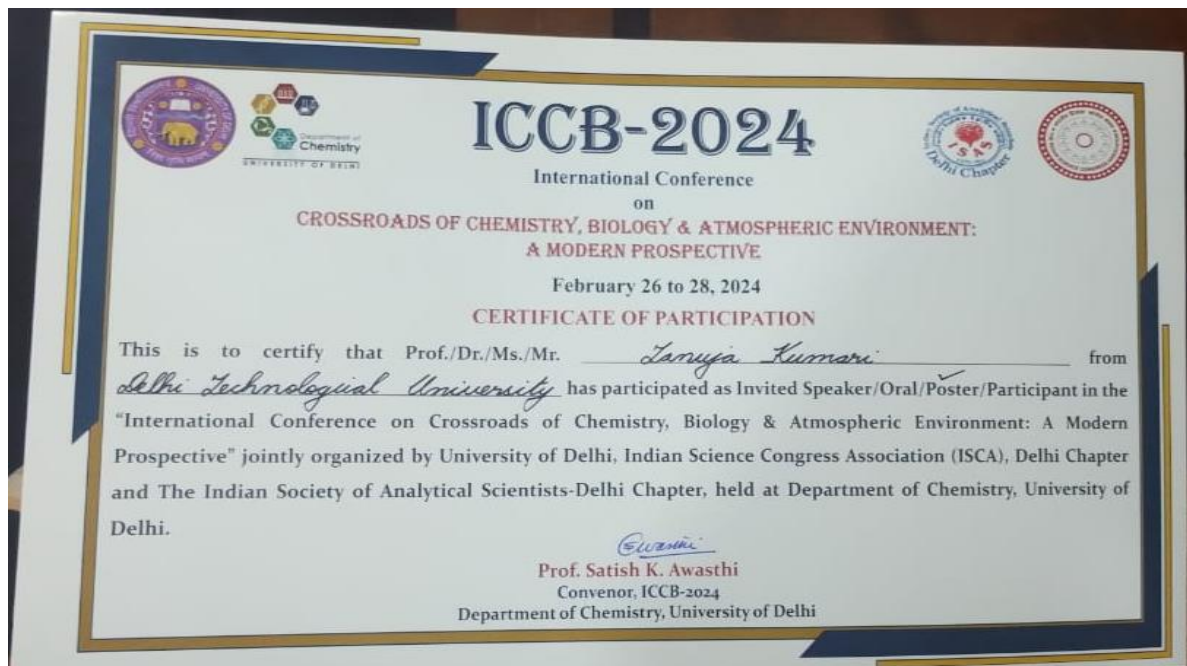 Department of
Chemistry
UNIVERSITY OF DELHI
ICCB-2024
ISAS
Delhi Chapter
International Conference
on
CROSSROADS OF CHEMISTRY, BIOLOGY & ATMOSPHERIC ENVIRONMENT:
A MODERN PROSPECTIVE
February 26 to 28, 2024
CERTIFICATE OF PARTICIPATION
This is to certify that Prof./Dr./Ms./Mr. Tanuja Kumari from
Delhi Technologiial University has participated as Invited Speaker/Oral/Poster/Participant in the
“International Conference on Crossroads of Chemistry, Biology & Atmospheric Environment: A Modern
Prospective” jointly organized by University of Delhi, Indian Science Congress Association (ISCA), Delhi Chapter
and The Indian Society of Analytical Scientists-Delhi Chapter, held at Department of Chemistry, University of
Delhi.
Prof. Satish K. Awasthi
Convenor, ICCB-2024
Department of Chemistry, University of Delhi